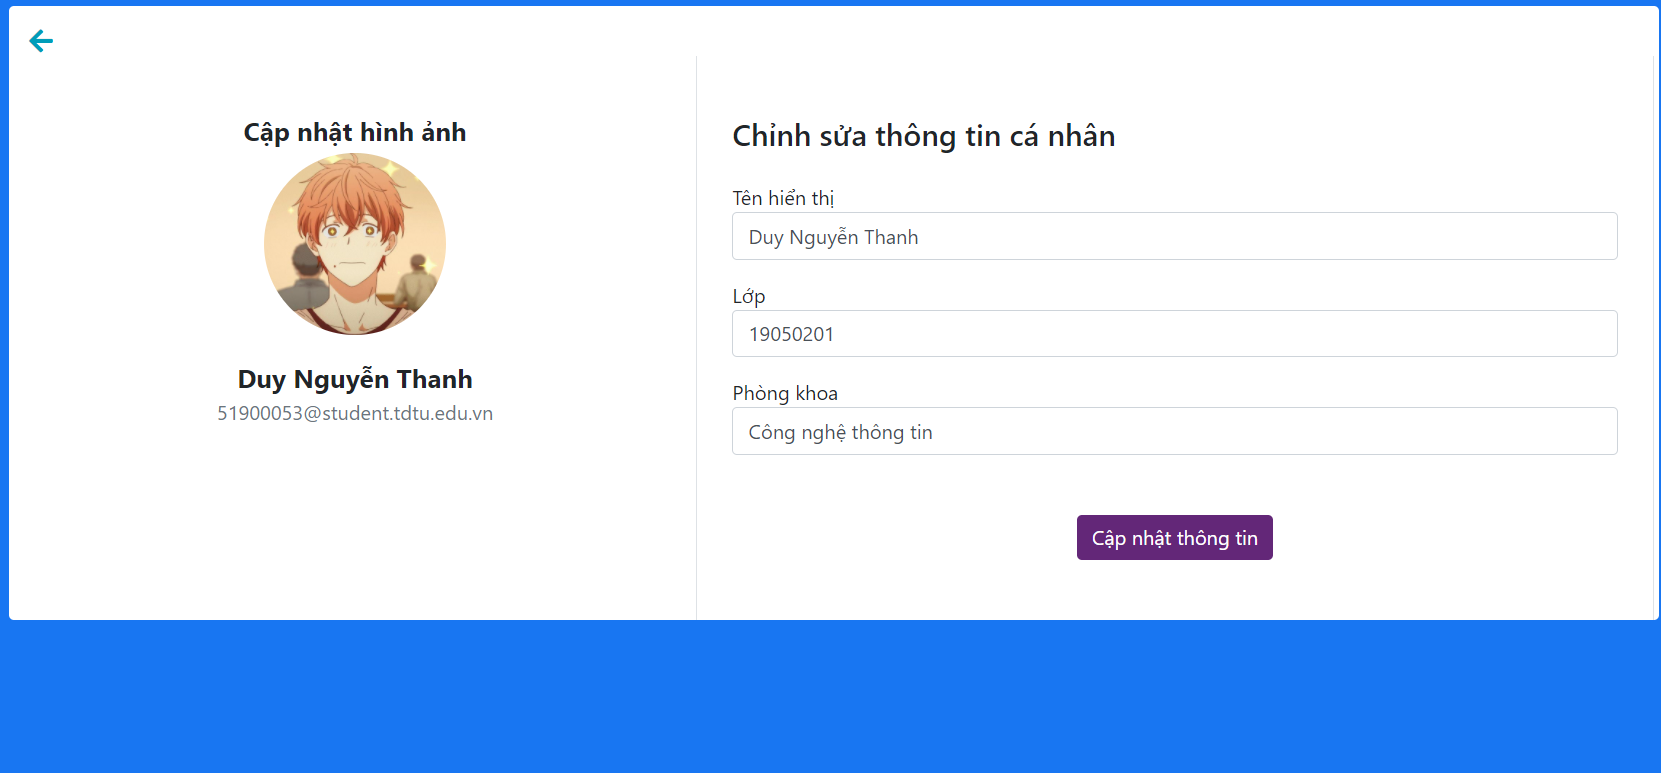 Cập nhật hình ảnh
Duy Nguyễn Thanh
51900053@student.tdtu.edu.vn
Chỉnh sửa thông tin cá nhân
Tên hiển thị
Duy Nguyễn Thanh
Lớp
19050201
Phòng khoa
Công nghệ thông tin
Cập nhật thông tin